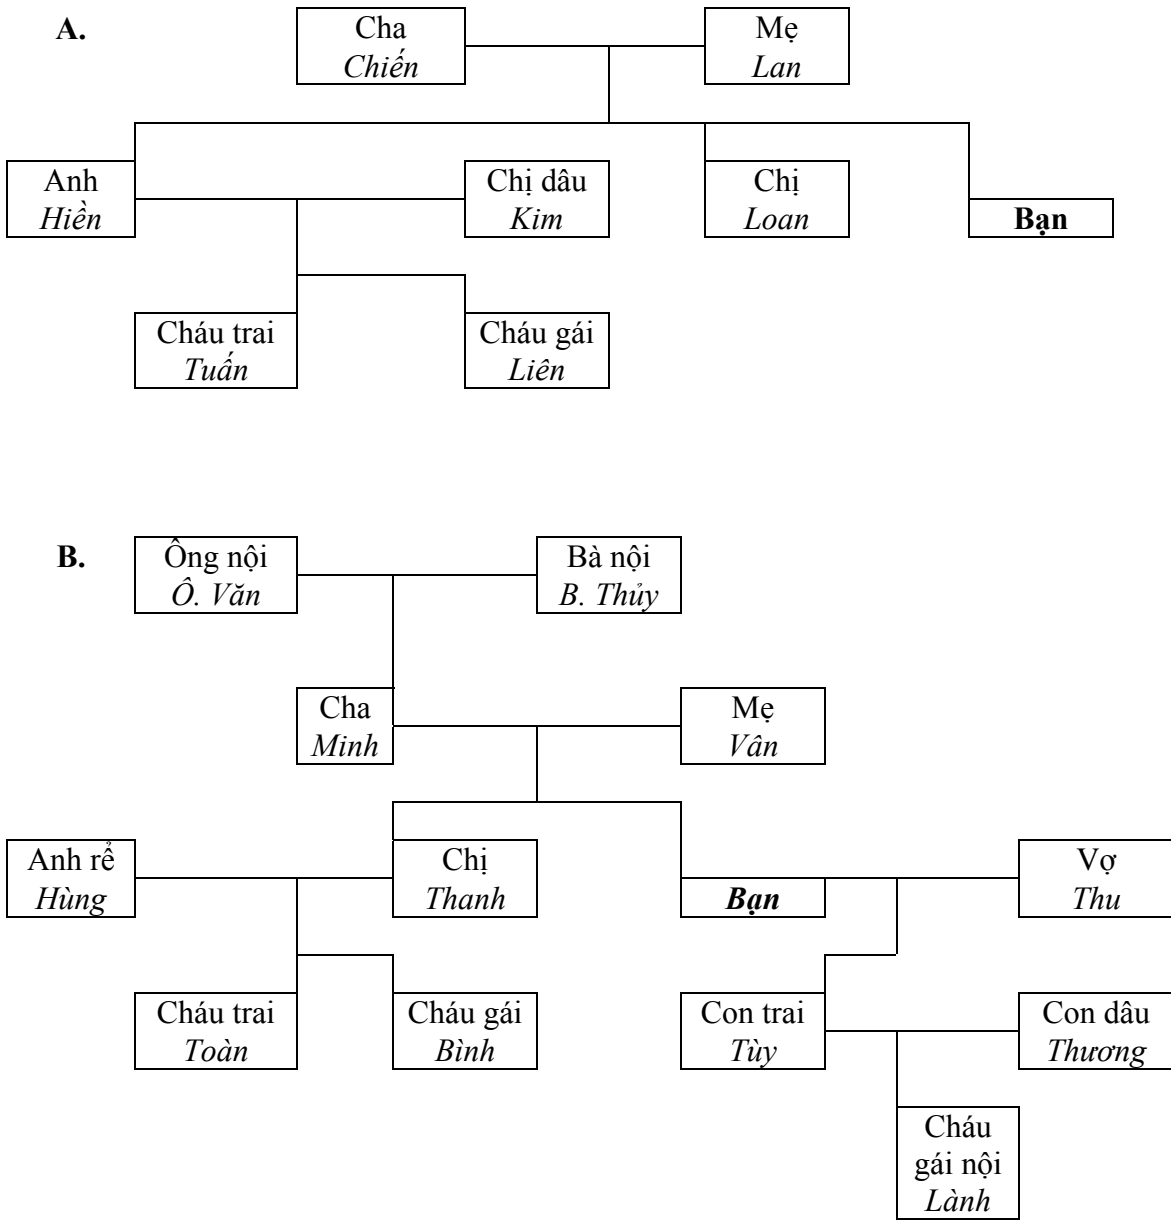 A.
Cha
Chiến
Mẹ
Lan
Anh
Hiền
Chị dâu
Kim
Chị
Loan
Bạn
Cháu trai
Tuấn
Cháu gái
Liên
B.
Ông nội
Ô. Văn
Bà nội
B. Thủy
Cha
Minh
Mẹ
Vân
Anh rể
Hùng
Chị
Thanh
Bạn
Vợ
Thu
Cháu trai
Toàn
Cháu gái
Bình
Con trai
Tùy
Con dâu
Thương
Cháu
gái nội
Lành